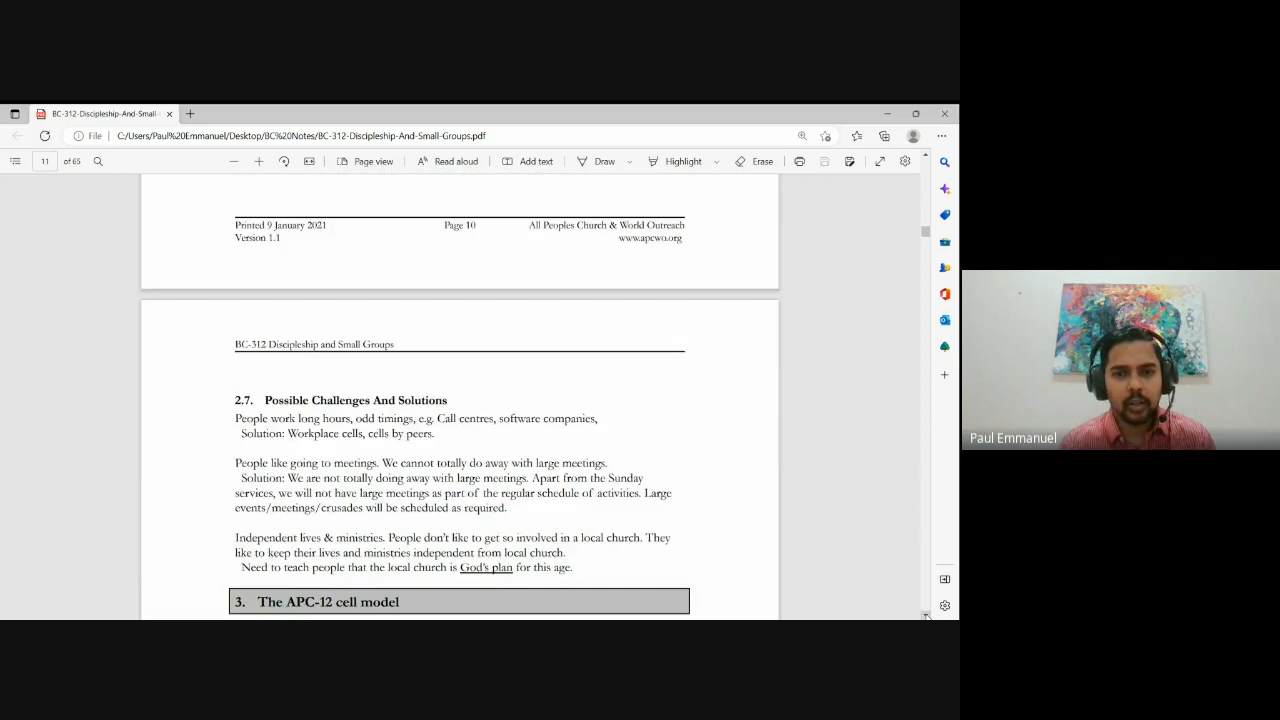 BC-312-Discipleship-And-Small-
File
C:/Users/Paul%20Emmanuel/Desktop/BC%20Notes/BC-312-Discipleship-And-Small-Groups.pdf
11 of 65
Page view
Read aloud
Add text
Draw
Highlight
Erase
Printed 9 January 2021 Page 10 All Peoples Church & World Outreach
Version 1.1 www.apcwo.org
BC-312 Discipleship and Small Groups
2.7. Possible Challenges And Solutions
People work long hours, odd timings, e.g. Call centres, software companies,
Solution: Workplace cells, cells by peers.
People like going to meetings. We cannot totally do away with large meetings.
Solution: We are not totally doing away with large meetings. Apart from the Sunday
services, we will not have large meetings as part of the regular schedule of activities. Large
events/meetings/crusades will be scheduled as required.
Independent lives & ministries. People don't like to get so involved in a local church. They
like to keep their lives and ministries independent from local church.
Need to teach people that the local church is God's plan for this age.
3. The APC-12 cell model
Paul Emmanuel